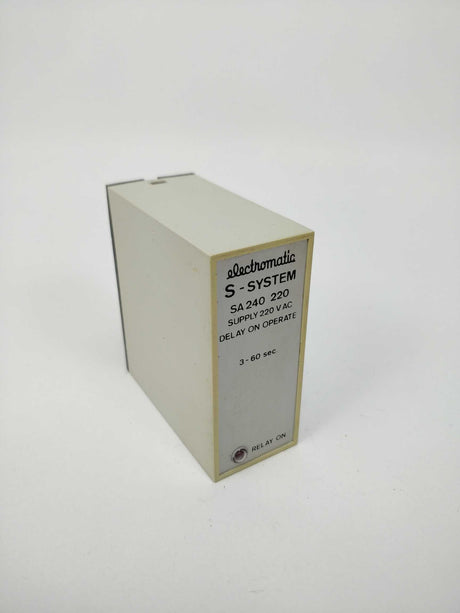 electromatic
S-SYSTEM
SA 240 220
SUPPLY 220 V AC
DELAY ON OPERATE
3-60 sec
RELAY ON